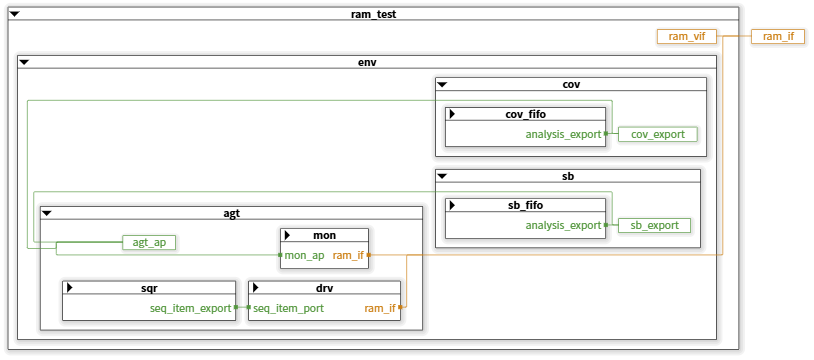 ram_test
ram_vif
ram_if
env
cov
cov_fifo
analysis_export
cov_export
sb
sb_fifo
analysis_export
sb_export
agt
agt_ap
mon
mon_ap ram_if
sqr
seq_item_export
drv
seq_item_port ram_if